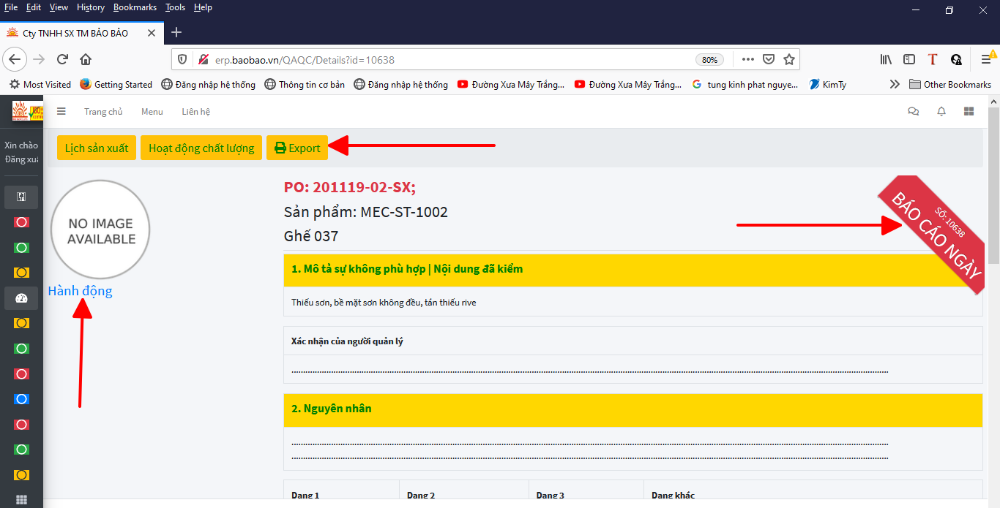 File Edit View History Bookmarks Tools Help
Cty TNHH SX TM BẢO BẢO
erp.baobao.vn/QAQC/Details?id=10638
80%
Most Visited
Getting Started
Đăng nhập hệ thống
Thông tin cơ bản
Đăng nhập hệ thống
Đường Xưa Mây Trắng...
Đường Xưa Mây Trắng...
tung kinh phat nguye...
KimTy
Other Bookmarks
Trang chủ
Menu
Liên hệ
Xin chào
Đăng xuấ
Lịch sản xuất
Hoạt động chất lượng
Export
NO IMAGE
AVAILABLE
Hành động
PO: 201119-02-SX;
Sản phẩm: MEC-ST-1002
Ghế 037
SỐ: 10638
BÁO CÁO NGÀY
1. Mô tả sự không phù hợp | Nội dung đã kiểm
Thiếu sơn, bề mặt sơn không đều, tán thiếu rive
Xác nhận của người quản lý
2. Nguyên nhân
Dạng 1
Dạng 2
Dạng 3
Dạng khác